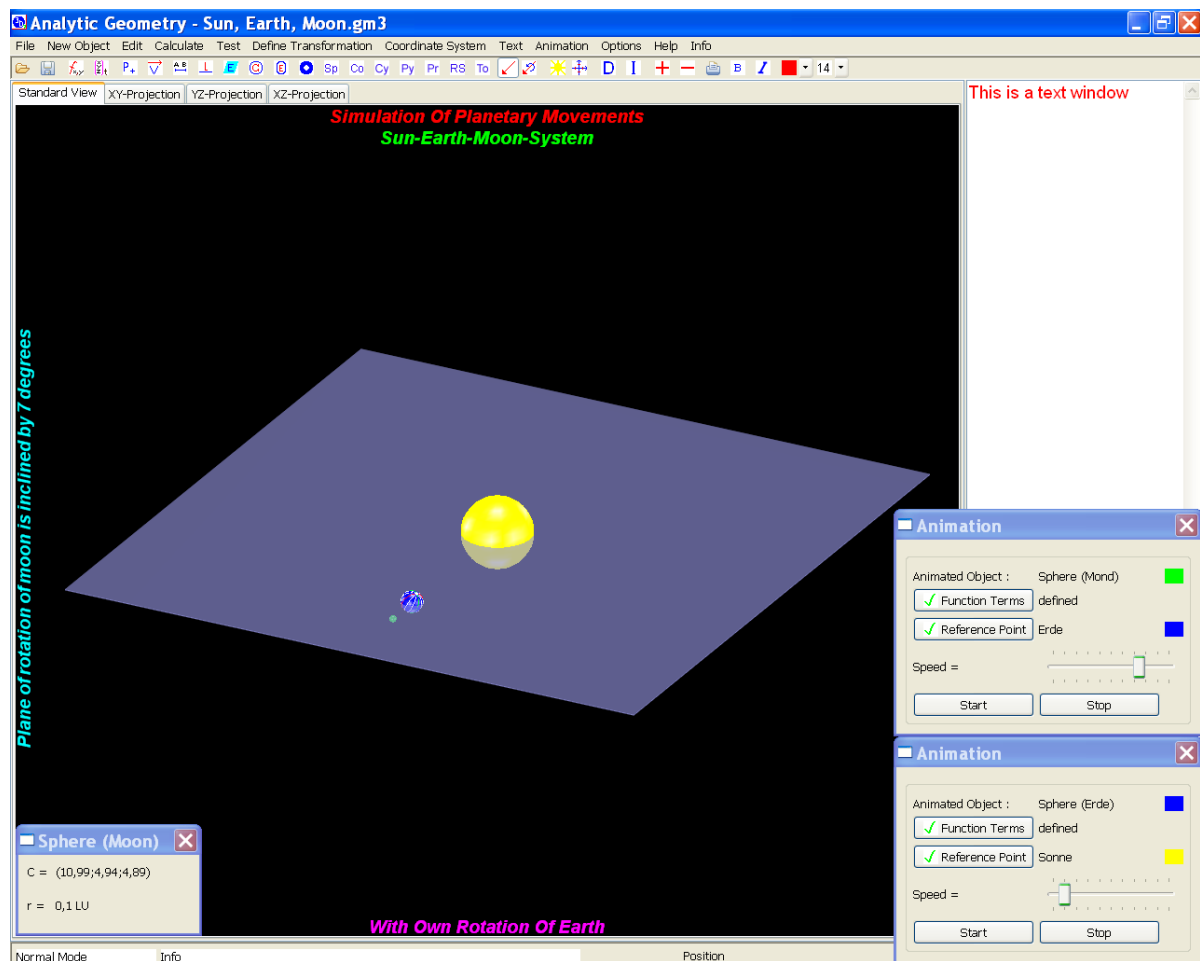 Analytic Geometry - Sun, Earth, Moon.gm3
File New Object Edit Calculate Test Define Transformation Coordinate System Text Animation Options Help Info
Sp Co Cy Py Pr RS To D I B I 14
Standard View XY-Projection YZ-Projection XZ-Projection
This is a text window
Simulation Of Planetary Movements
Sun-Earth-Moon-System
Plane of rotation of moon is inclined by 7 degrees
Animation
Animated Object : Sphere (Mond)
Function Terms defined
Reference Point Erde
Speed =
Start Stop
Animation
Animated Object : Sphere (Erde)
Function Terms defined
Reference Point Sonne
Speed =
Start Stop
Sphere (Moon)
C = (10,99;4,94;4,89)
r = 0,1 LU
With Own Rotation Of Earth
Normal Mode Info Position